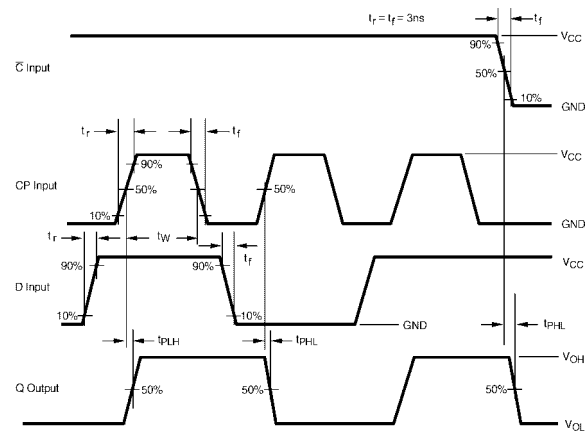 tr = tf = 3ns
tf
VCC
90%
C̅ Input
50%
10%
GND
tr
tf
VCC
90%
CP Input
50%
50%
10%
GND
tr
tW
tf
VCC
90%
90%
D Input
10%
10%
GND
tPLH
tPHL
tPHL
VOH
Q Output
50%
50%
50%
VOL